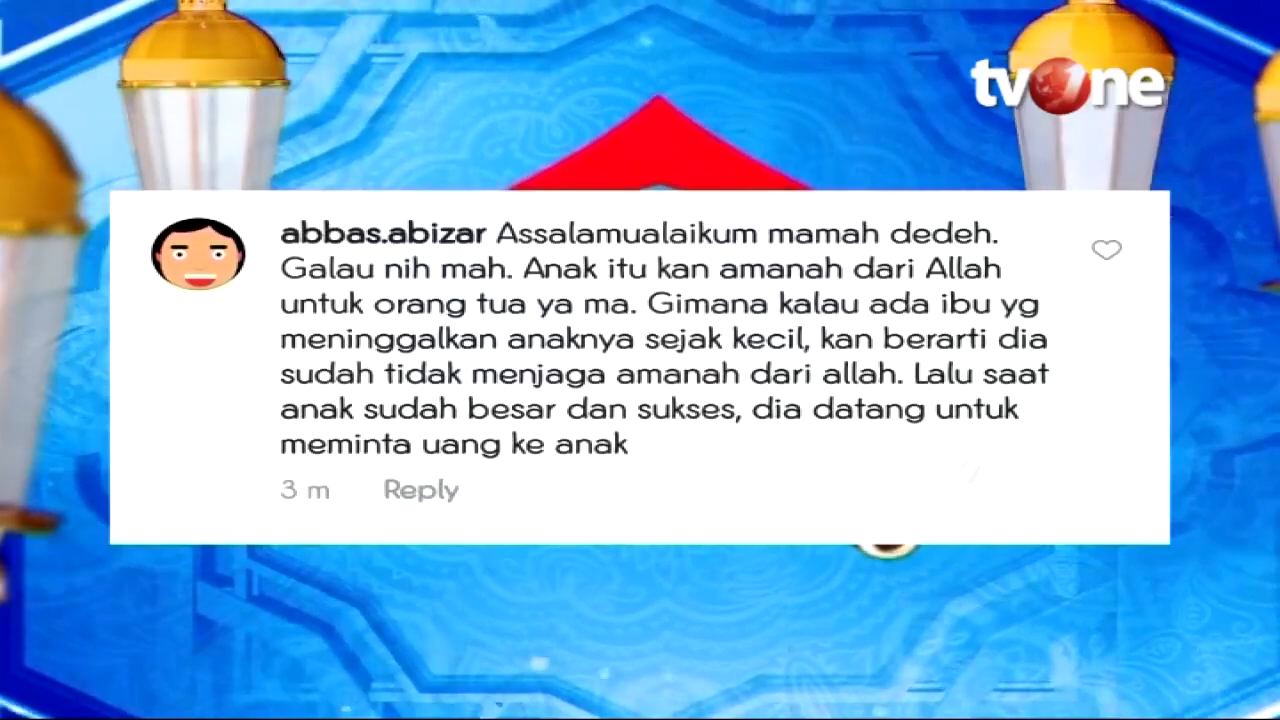 tvOne
abbas.abizar Assalamualaikum mamah dedeh.
Galau nih mah. Anak itu kan amanah dari Allah
untuk orang tua ya ma. Gimana kalau ada ibu yg
meninggalkan anaknya sejak kecil, kan berarti dia
sudah tidak menjaga amanah dari allah. Lalu saat
anak sudah besar dan sukses, dia datang untuk
meminta uang ke anak
3 m Reply